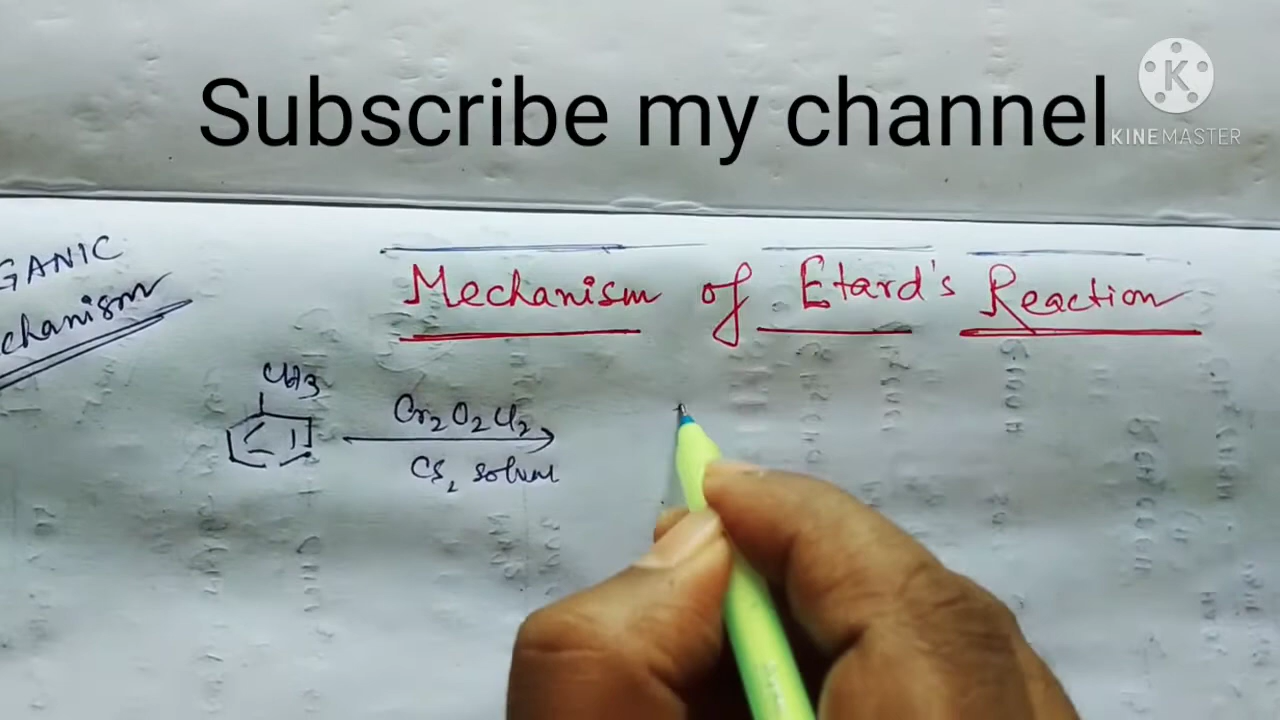 Subscribe my channel
KINEMASTER
GANIC
chanism
Mechanism of Etard's Reaction
CH3
Cr2O2Cl2
CS2 solvent